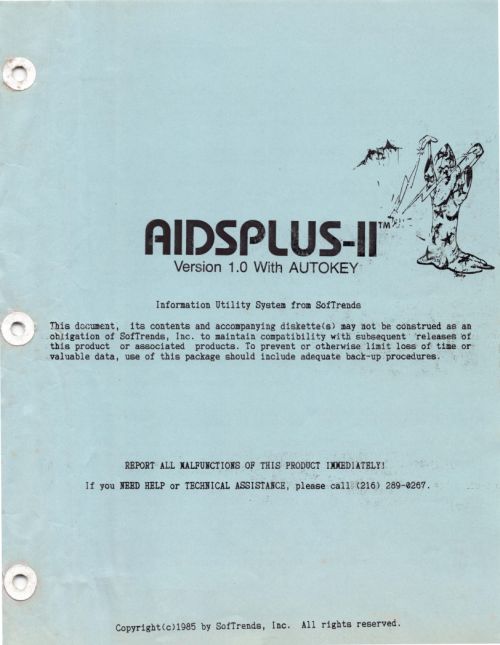 AIDSPLUS-II™
Version 1.0 With AUTOKEY
Information Utility System from SofTrends
This document, its contents and accompanying diskette(s) may not be construed as an
obligation of SofTrends, Inc. to maintain compatibility with subsequent releases of
this product or associated products. To prevent or otherwise limit loss of time or
valuable data, use of this package should include adequate back-up procedures.
REPORT ALL MALFUNCTIONS OF THIS PRODUCT IMMEDIATELY!
If you NEED HELP or TECHNICAL ASSISTANCE, please call (216) 289-0267.
Copyright(c)1985 by SofTrends, Inc. All rights reserved.